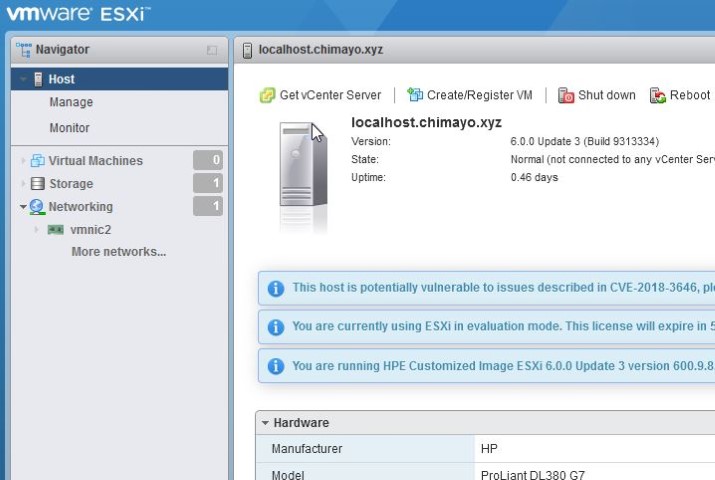 vmware® ESXi™
Navigator
localhost.chimayo.xyz
Host
Manage
Monitor
Virtual Machines 0
Storage 1
Networking 1
vmnic2
More networks...
Get vCenter Server | Create/Register VM | Shut down Reboot
localhost.chimayo.xyz
Version: 6.0.0 Update 3 (Build 9313334)
State: Normal (not connected to any vCenter Ser
Uptime: 0.46 days
This host is potentially vulnerable to issues described in CVE-2018-3646, pl
You are currently using ESXi in evaluation mode. This license will expire in 5
You are running HPE Customized Image ESXi 6.0.0 Update 3 version 600.9.8.
Hardware
Manufacturer HP
Model ProLiant DL380 G7